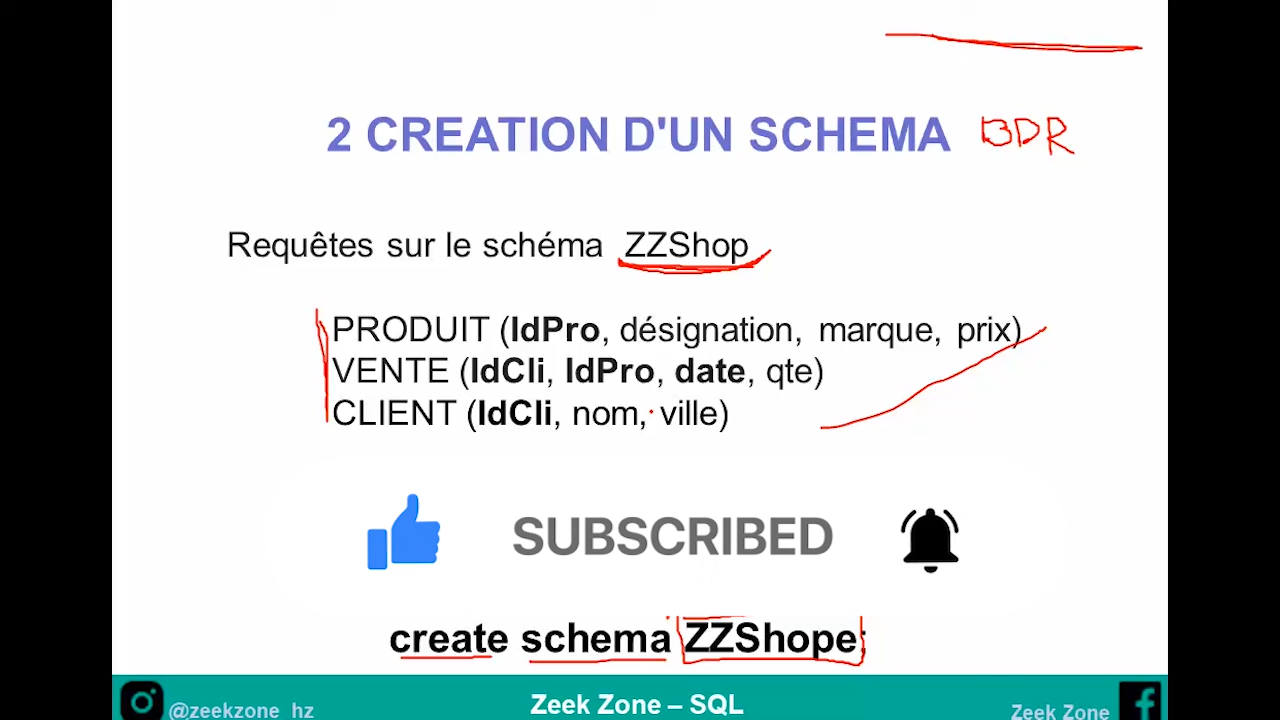 2 CREATION D'UN SCHEMA BDR
Requêtes sur le schéma ZZShop
PRODUIT (IdPro, désignation, marque, prix)
VENTE (IdCli, IdPro, date, qte)
CLIENT (IdCli, nom, ville)
SUBSCRIBED
create schema ZZShope;
@zeekzone_hz
Zeek Zone – SQL
Zeek Zone